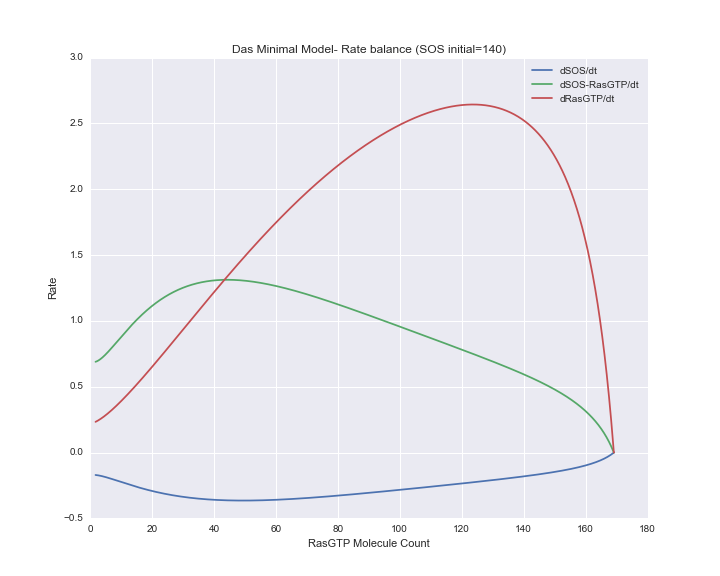 Das Minimal Model- Rate balance (SOS initial=140)
3.0
2.5
2.0
1.5
1.0
0.5
0.0
−0.5
Rate
dSOS/dt
dSOS-RasGTP/dt
dRasGTP/dt
0 20 40 60 80 100 120 140 160 180
RasGTP Molecule Count